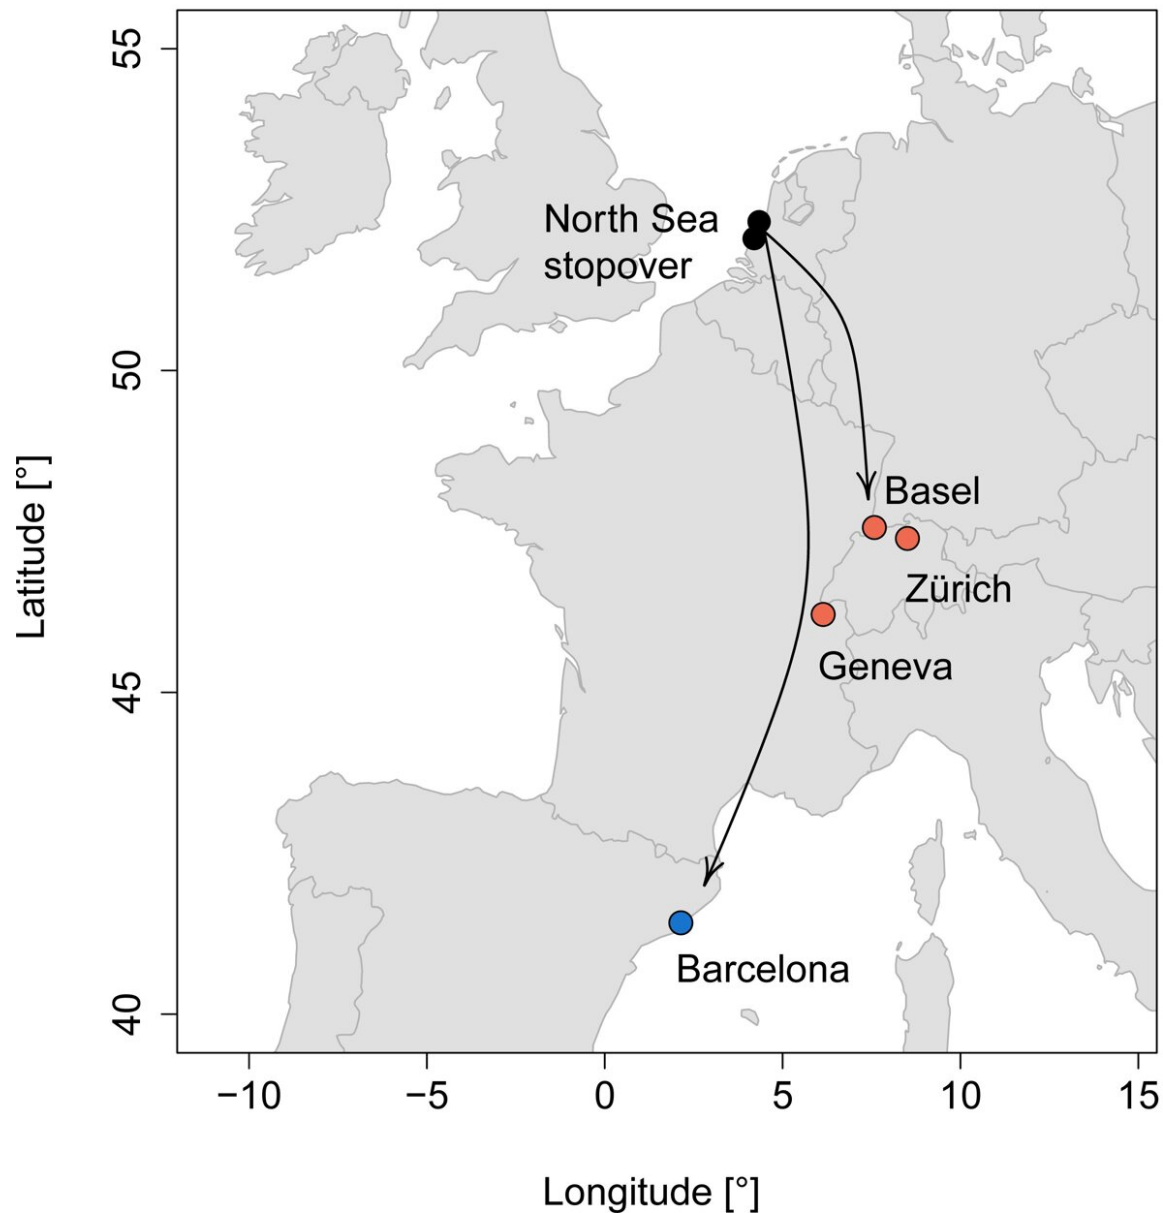 55
50
45
40
Latitude [°]
North Sea
stopover
Basel
Zürich
Geneva
Barcelona
−10
−5
0
5
10
15
Longitude [°]